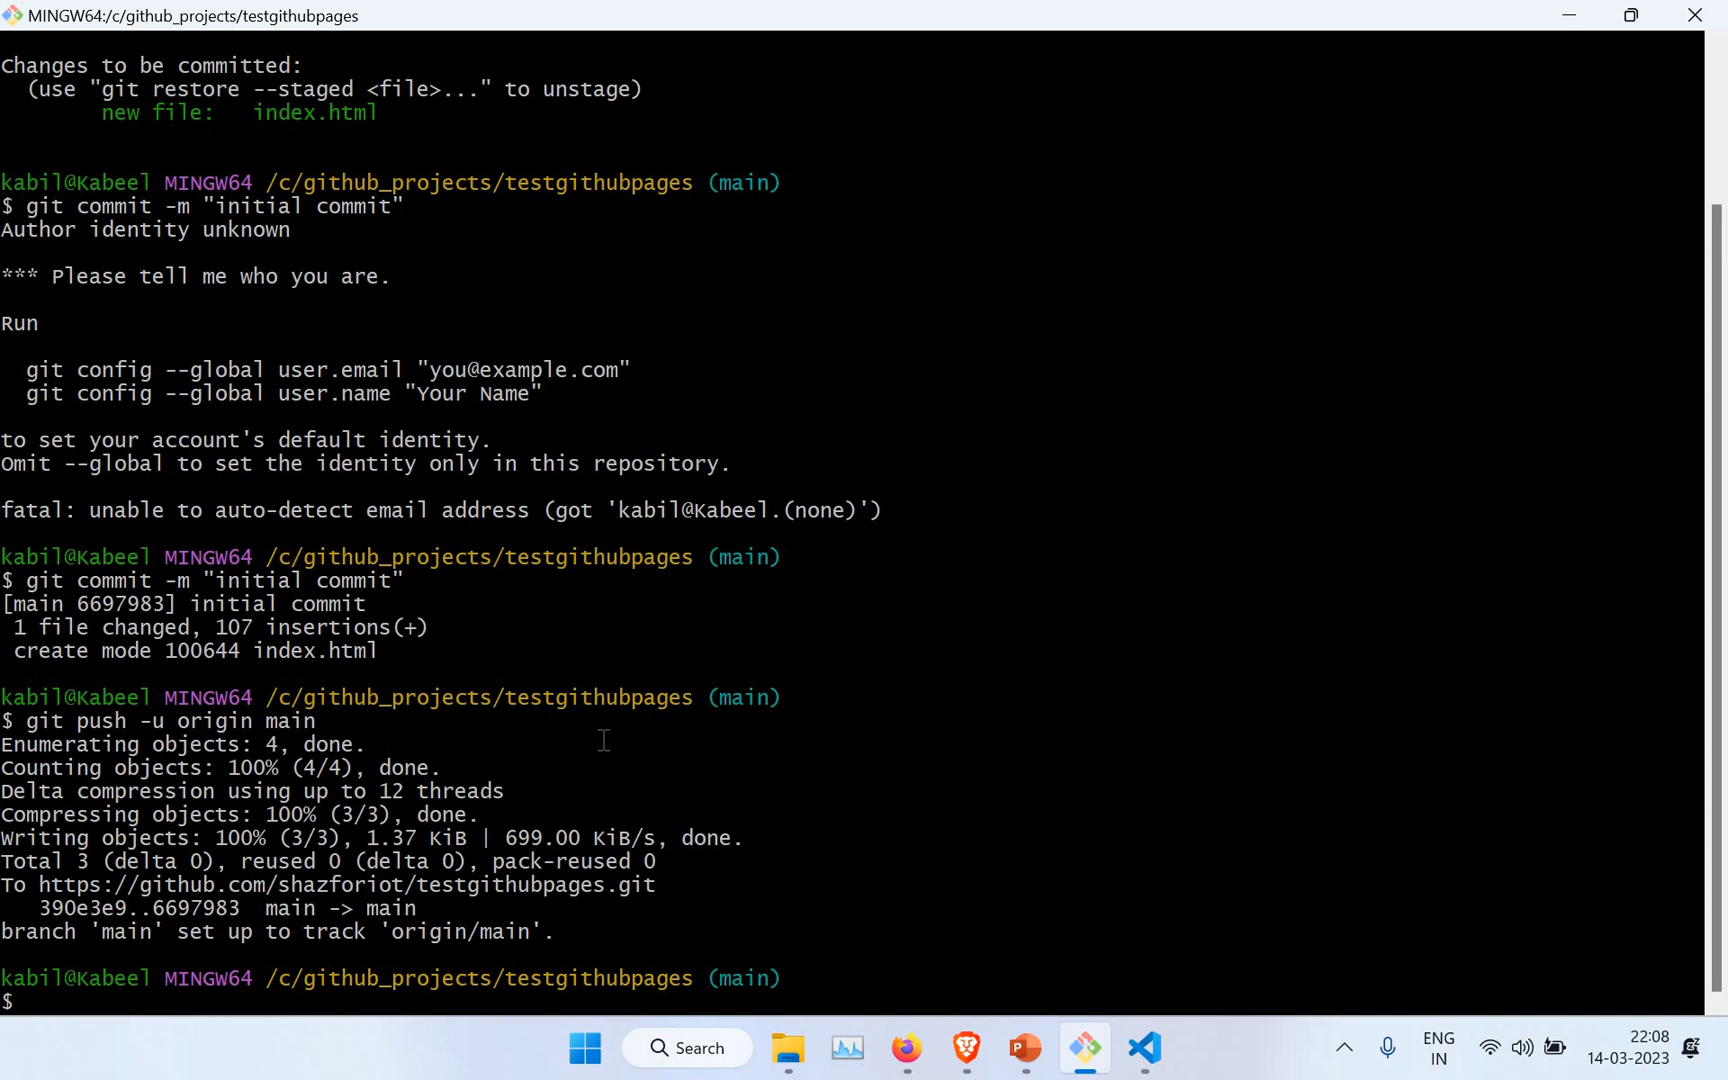 MINGW64:/c/github_projects/testgithubpages
Changes to be committed:
(use "git restore --staged <file>..." to unstage)
new file: index.html
kabil@Kabeel MINGW64 /c/github_projects/testgithubpages (main)
$ git commit -m "initial commit"
Author identity unknown
*** Please tell me who you are.
Run
git config --global user.email "you@example.com"
git config --global user.name "Your Name"
to set your account's default identity.
Omit --global to set the identity only in this repository.
fatal: unable to auto-detect email address (got 'kabil@Kabeel.(none)')
kabil@Kabeel MINGW64 /c/github_projects/testgithubpages (main)
$ git commit -m "initial commit"
[main 6697983] initial commit
1 file changed, 107 insertions(+)
create mode 100644 index.html
kabil@Kabeel MINGW64 /c/github_projects/testgithubpages (main)
$ git push -u origin main
Enumerating objects: 4, done.
Counting objects: 100% (4/4), done.
Delta compression using up to 12 threads
Compressing objects: 100% (3/3), done.
Writing objects: 100% (3/3), 1.37 KiB | 699.00 KiB/s, done.
Total 3 (delta 0), reused 0 (delta 0), pack-reused 0
To https://github.com/shazforiot/testgithubpages.git
390e3e9..6697983 main -> main
branch 'main' set up to track 'origin/main'.
kabil@Kabeel MINGW64 /c/github_projects/testgithubpages (main)
$
Search
ENG
IN
22:08
14-03-2023